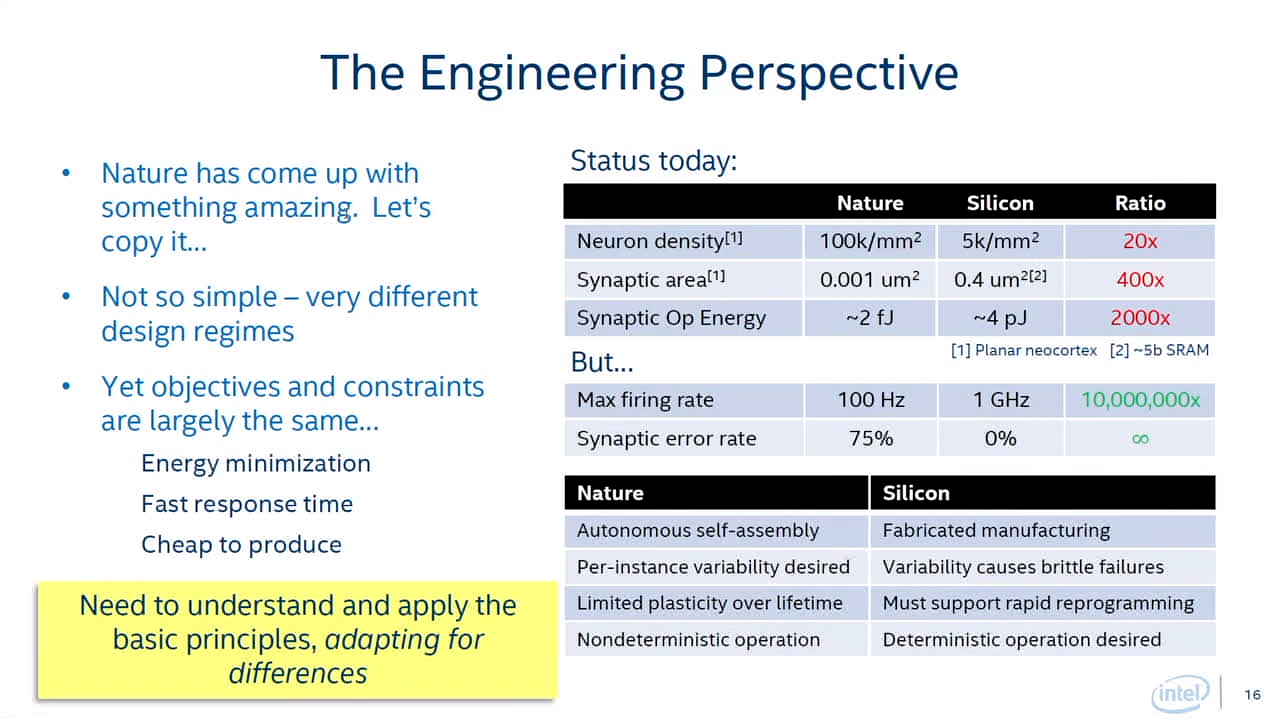 The Engineering Perspective
• Nature has come up with
something amazing. Let's
copy it...
• Not so simple – very different
design regimes
• Yet objectives and constraints
are largely the same...
Energy minimization
Fast response time
Cheap to produce
Need to understand and apply the
basic principles, adapting for
differences
Status today:
Nature Silicon Ratio
Neuron density[1] 100k/mm² 5k/mm² 20x
Synaptic area[1] 0.001 um² 0.4 um²[2] 400x
Synaptic Op Energy ~2 fJ ~4 pJ 2000x
[1] Planar neocortex [2] ~5b SRAM
But...
Max firing rate 100 Hz 1 GHz 10,000,000x
Synaptic error rate 75% 0% ∞
Nature Silicon
Autonomous self-assembly Fabricated manufacturing
Per-instance variability desired Variability causes brittle failures
Limited plasticity over lifetime Must support rapid reprogramming
Nondeterministic operation Deterministic operation desired
intel 16